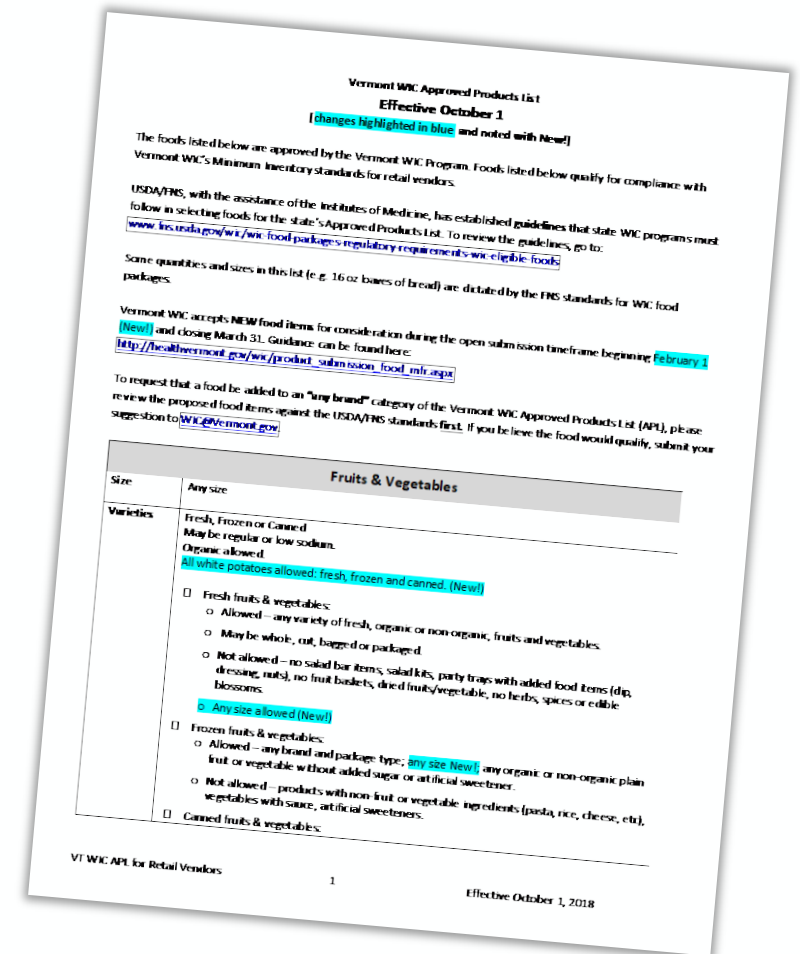 Vermont WIC Approved Products List
Effective October 1
[changes highlighted in blue and noted with New!]
The foods listed below are approved by the Vermont WIC Program. Foods listed below qualify for compliance with
Vermont WIC's Minimum Inventory standards for retail vendors.
USDA/FNS, with the assistance of the Institutes of Medicine, has established guidelines that state WIC programs must
follow in selecting foods for the state's Approved Products List. To review the guidelines, go to:
www.fns.usda.gov/wic/wic-food-packages-regulatory-requirements-wic-eligible-foods
Some quantities and sizes in this list (e.g. 16 oz loaves of bread) are dictated by the FNS standards for WIC food
packages.
Vermont WIC accepts NEW food items for consideration during the open submission timeframe beginning February 1
(New!) and closing March 31. Guidance can be found here:
http://healthvermont.gov/wic/product_submission_food_mfr.aspx
To request that a food be added to an "any brand" category of the Vermont WIC Approved Products List (APL), please
review the proposed food items against the USDA/FNS standards first. If you believe the food would qualify, submit your
suggestion to WIC@Vermont.gov
Fruits & Vegetables
Size Any size
Varieties Fresh, Frozen or Canned
May be regular or low sodium.
Organic allowed.
All white potatoes allowed: fresh, frozen and canned. (New!)
Fresh fruits & vegetables:
o Allowed – any variety of fresh, organic or non-organic, fruits and vegetables.
o May be whole, cut, bagged or packaged.
o Not allowed – no salad bar items, salad kits, party trays with added food items (dip,
dressing, nuts), no fruit baskets, dried fruits/vegetable, no herbs, spices or edible
blossoms.
o Any size allowed (New!)
Frozen fruits & vegetables:
o Allowed – any brand and package type; any size New!; any organic or non-organic plain
fruit or vegetable without added sugar or artificial sweetener.
o Not allowed – products with non-fruit or vegetable ingredients (pasta, rice, cheese, etc),
vegetables with sauce, artificial sweeteners.
Canned fruits & vegetables:
VT WIC APL for Retail Vendors
1
Effective October 1, 2018